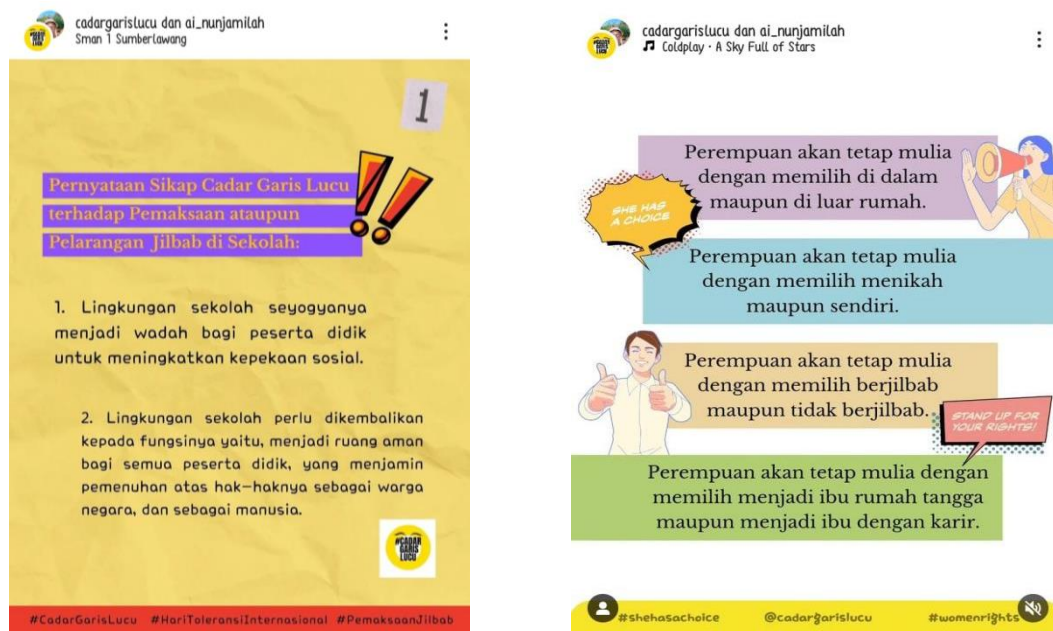 cadargarislucu dan ai_nunjamilah
Sman 1 Sumberlawang
1
Pernyataan Sikap Cadar Garis Lucu
terhadap Pemaksaan ataupun
Pelarangan Jilbab di Sekolah:
1. Lingkungan sekolah seyogyanya
menjadi wadah bagi peserta didik
untuk meningkatkan kepekaan sosial.
2. Lingkungan sekolah perlu dikembalikan
kepada fungsinya yaitu, menjadi ruang aman
bagi semua peserta didik, yang menjamin
pemenuhan atas hak-haknya sebagai warga
negara, dan sebagai manusia.
#CADAR
GARIS
LUCU
#CadarGarisLucu #HariToleransiInternasional #PemaksaanJilbab
cadargarislucu dan ai_nunjamilah
Coldplay · A Sky Full of Stars
Perempuan akan tetap mulia
dengan memilih di dalam
maupun di luar rumah.
SHE HAS
A CHOICE
Perempuan akan tetap mulia
dengan memilih menikah
maupun sendiri.
Perempuan akan tetap mulia
dengan memilih berjilbab
maupun tidak berjilbab.
STAND UP FOR
YOUR RIGHTS!
Perempuan akan tetap mulia dengan
memilih menjadi ibu rumah tangga
maupun menjadi ibu dengan karir.
#shehasachoice @cadargarislucu #womenrights